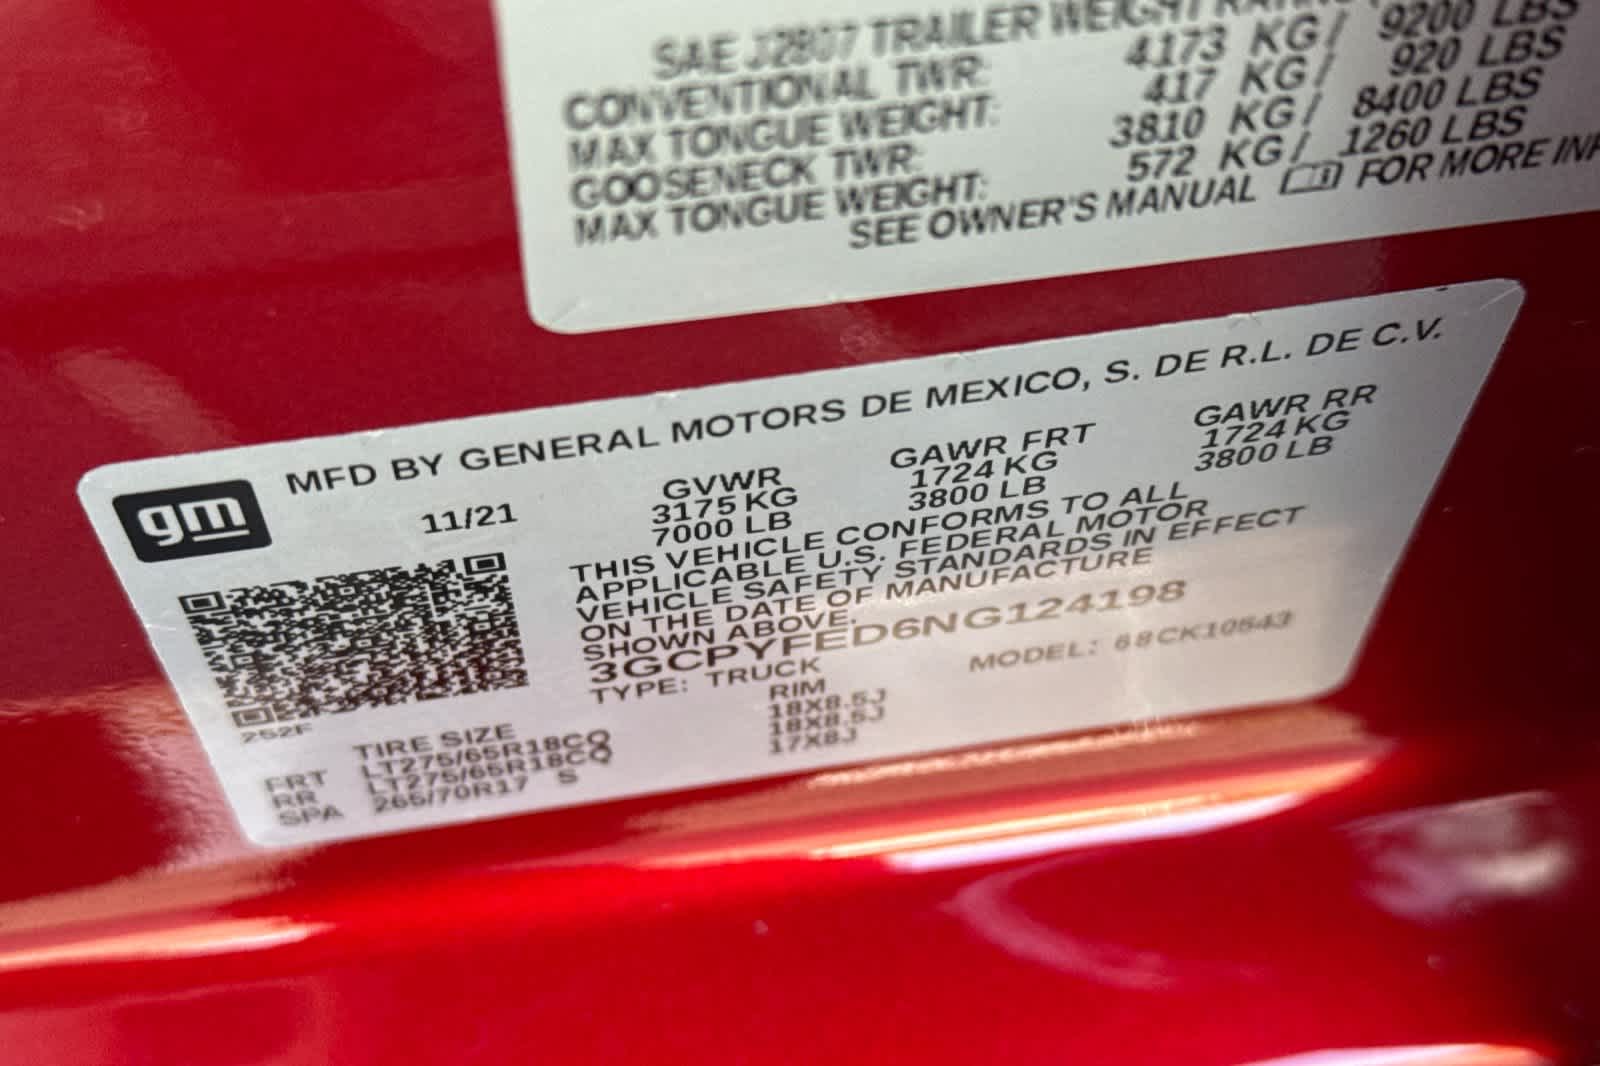 SAE J2807 TRAILER WEIGHT
CONVENTIONAL TWR: 4173 KG/ 9200 LBS
MAX TONGUE WEIGHT: 417 KG/ 920 LBS
GOOSENECK TWR: 3810 KG/ 8400 LBS
MAX TONGUE WEIGHT: 572 KG/ 1260 LBS
SEE OWNER'S MANUAL FOR MORE
MFD BY GENERAL MOTORS DE MEXICO, S. DE R.L. DE C.V.
gm
11/21
GVWR GAWR FRT GAWR RR
3175 KG 1724 KG 1724 KG
7000 LB 3800 LB 3800 LB
THIS VEHICLE CONFORMS TO ALL
APPLICABLE U.S. FEDERAL MOTOR
VEHICLE SAFETY STANDARDS IN EFFECT
ON THE DATE OF MANUFACTURE
SHOWN ABOVE.
3GCPYFED6NG124198
TYPE: TRUCK MODEL: 68CK10543
252F
TIRE SIZE RIM
FRT LT275/65R18CQ 18X8.5J
RR LT275/65R18CQ 18X8.5J
SPA 265/70R17 S 17X8J